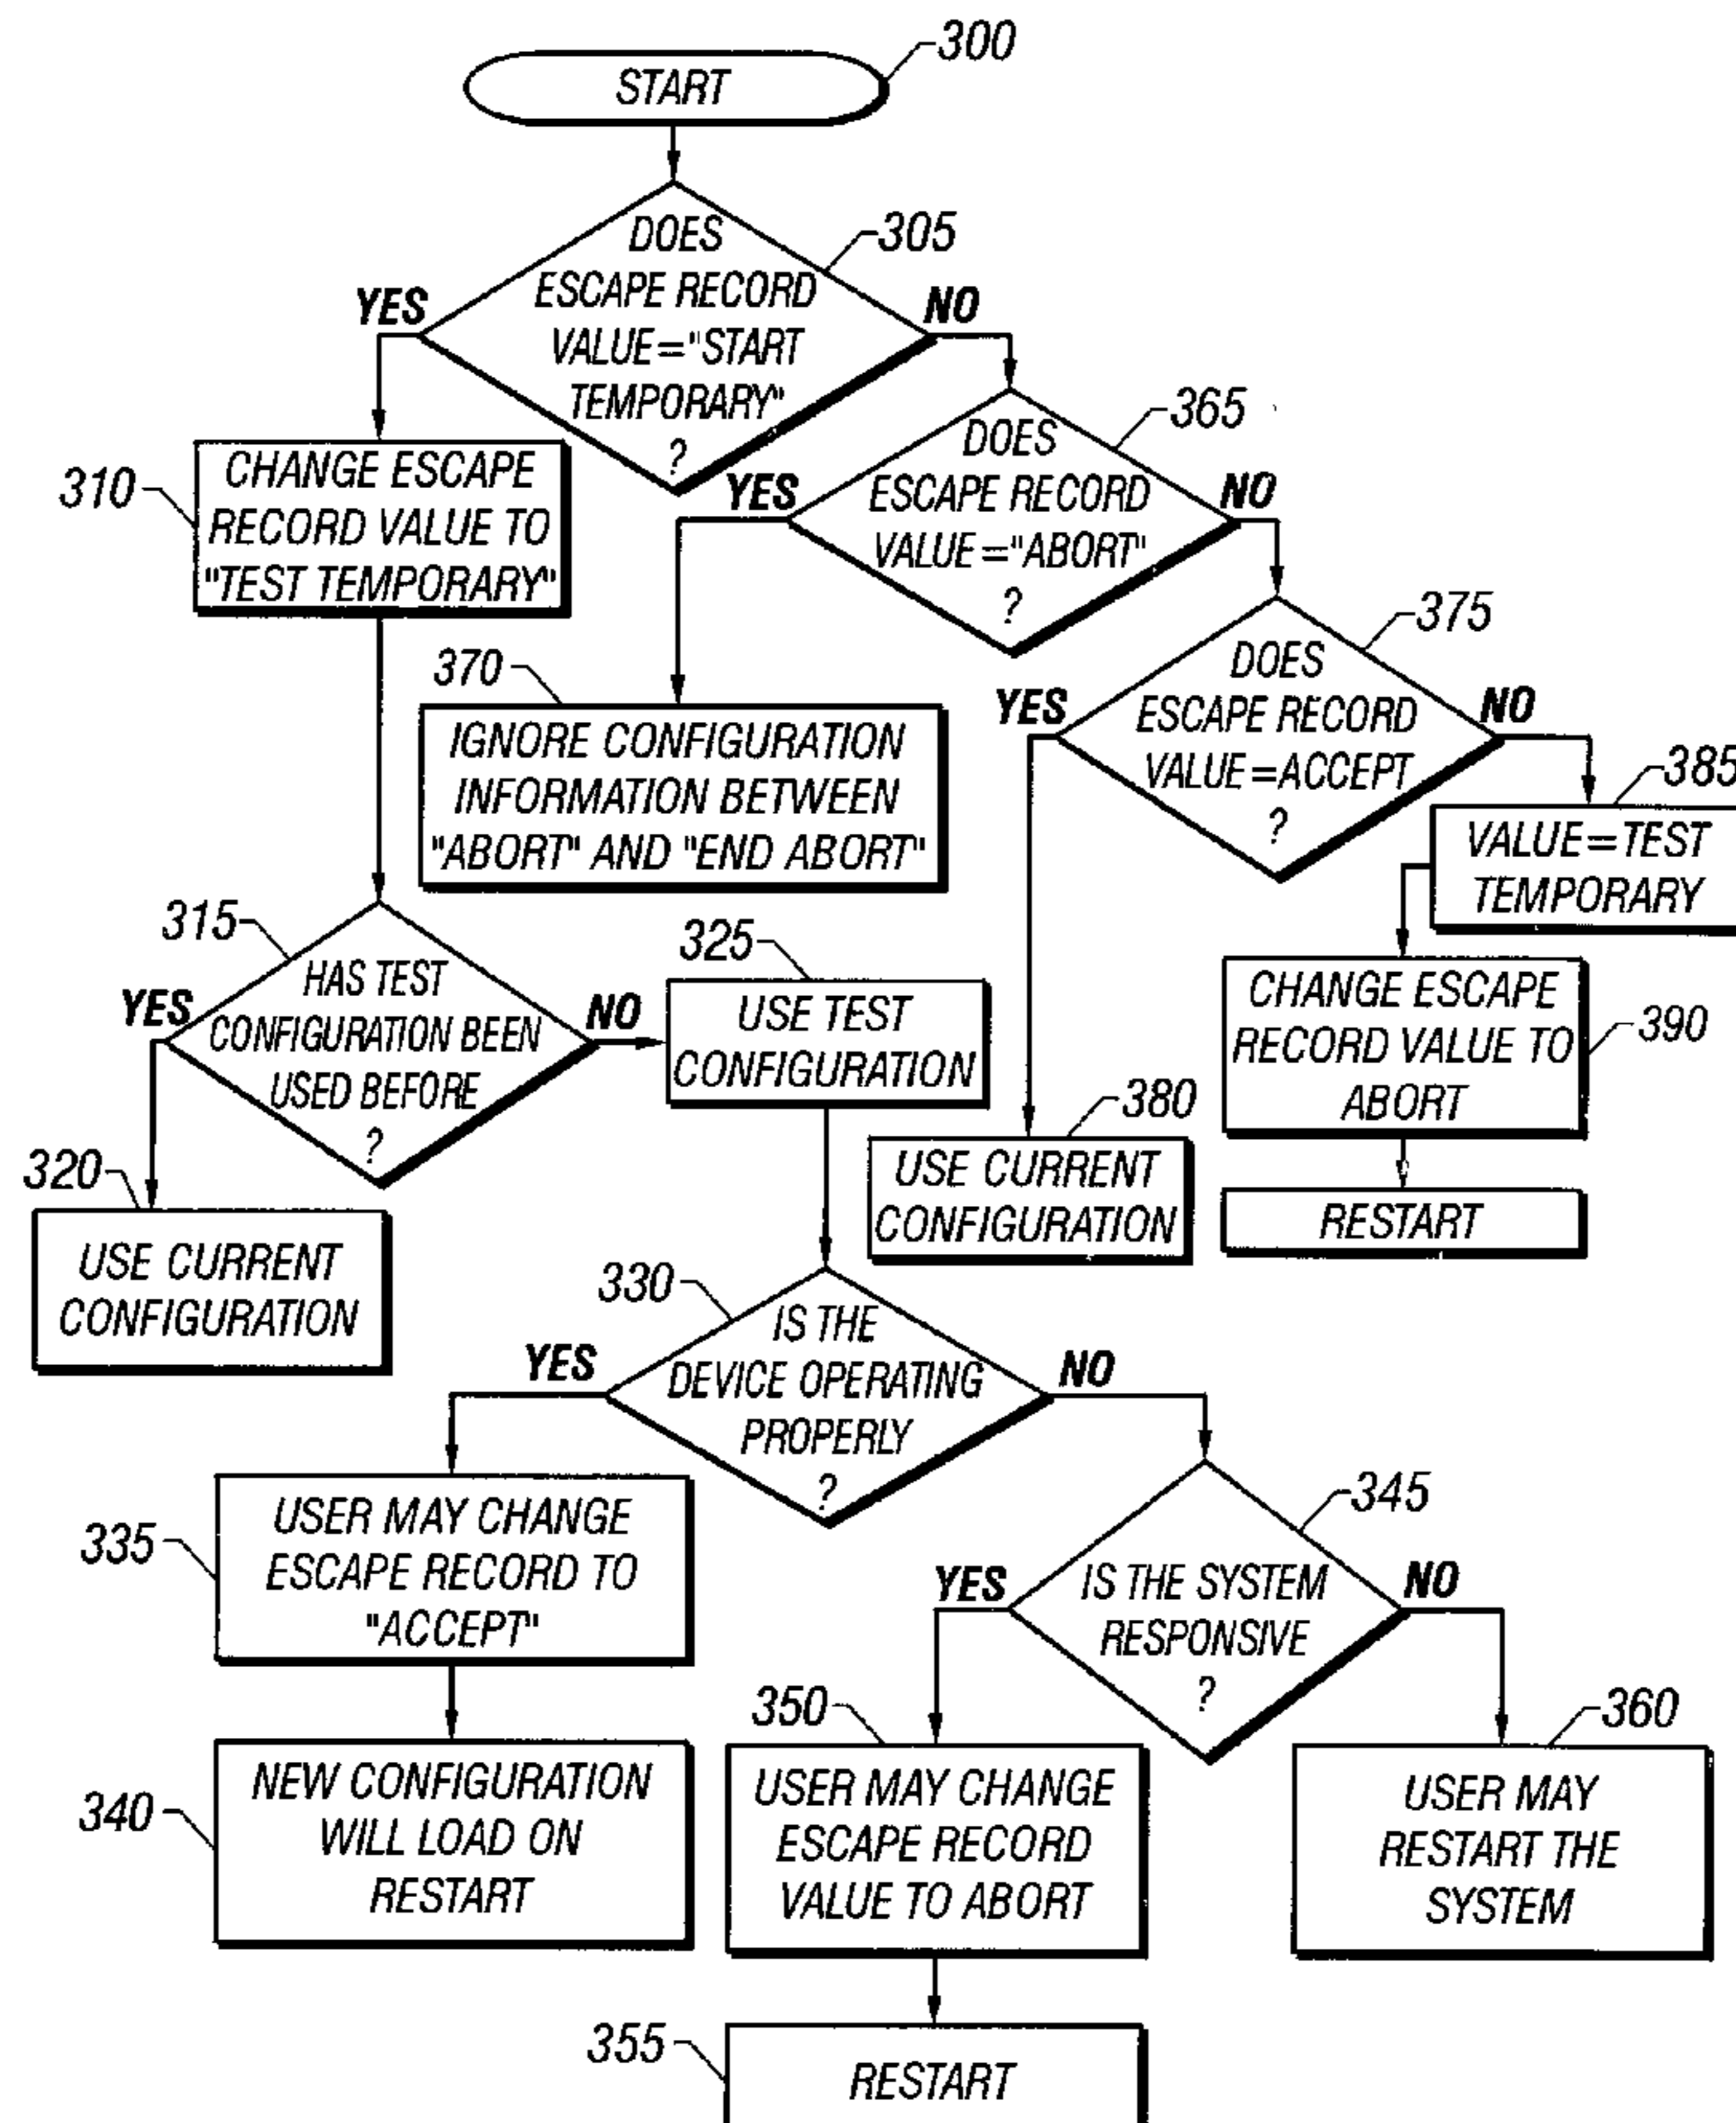 300
START
305
DOES
ESCAPE RECORD
VALUE="START
TEMPORARY"
?
YES
NO
310
CHANGE ESCAPE
RECORD VALUE TO
"TEST TEMPORARY"
365
DOES
ESCAPE RECORD
VALUE="ABORT"
?
YES
NO
370
IGNORE CONFIGURATION
INFORMATION BETWEEN
"ABORT" AND "END ABORT"
375
DOES
ESCAPE RECORD
VALUE=ACCEPT
?
YES
NO
385
VALUE=TEST
TEMPORARY
CHANGE ESCAPE
RECORD VALUE TO
ABORT
390
RESTART
380
USE CURRENT
CONFIGURATION
315
HAS TEST
CONFIGURATION BEEN
USED BEFORE
?
YES
NO
320
USE CURRENT
CONFIGURATION
325
USE TEST
CONFIGURATION
330
IS THE
DEVICE OPERATING
PROPERLY
?
YES
NO
335
USER MAY CHANGE
ESCAPE RECORD TO
"ACCEPT"
340
NEW CONFIGURATION
WILL LOAD ON
RESTART
345
IS THE SYSTEM
RESPONSIVE
?
YES
NO
350
USER MAY CHANGE
ESCAPE RECORD
VALUE TO ABORT
360
USER MAY
RESTART THE
SYSTEM
355
RESTART